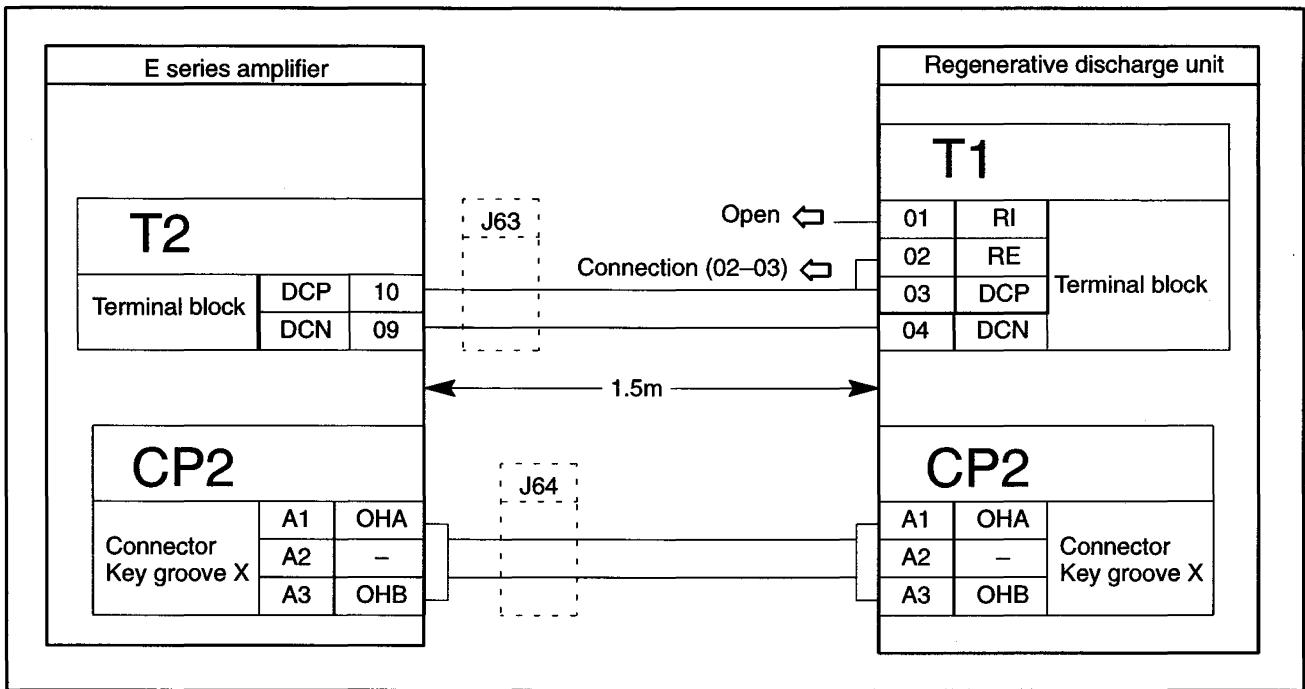 E series amplifier
T2
Terminal block
DCP 10
DCN 09
CP2
Connector
Key groove X
A1 OHA
A2 –
A3 OHB
J63
Open
Connection (02–03)
1.5m
J64
Regenerative discharge unit
T1
01 RI
02 RE
03 DCP
04 DCN
Terminal block
CP2
A1 OHA
A2 –
A3 OHB
Connector
Key groove X